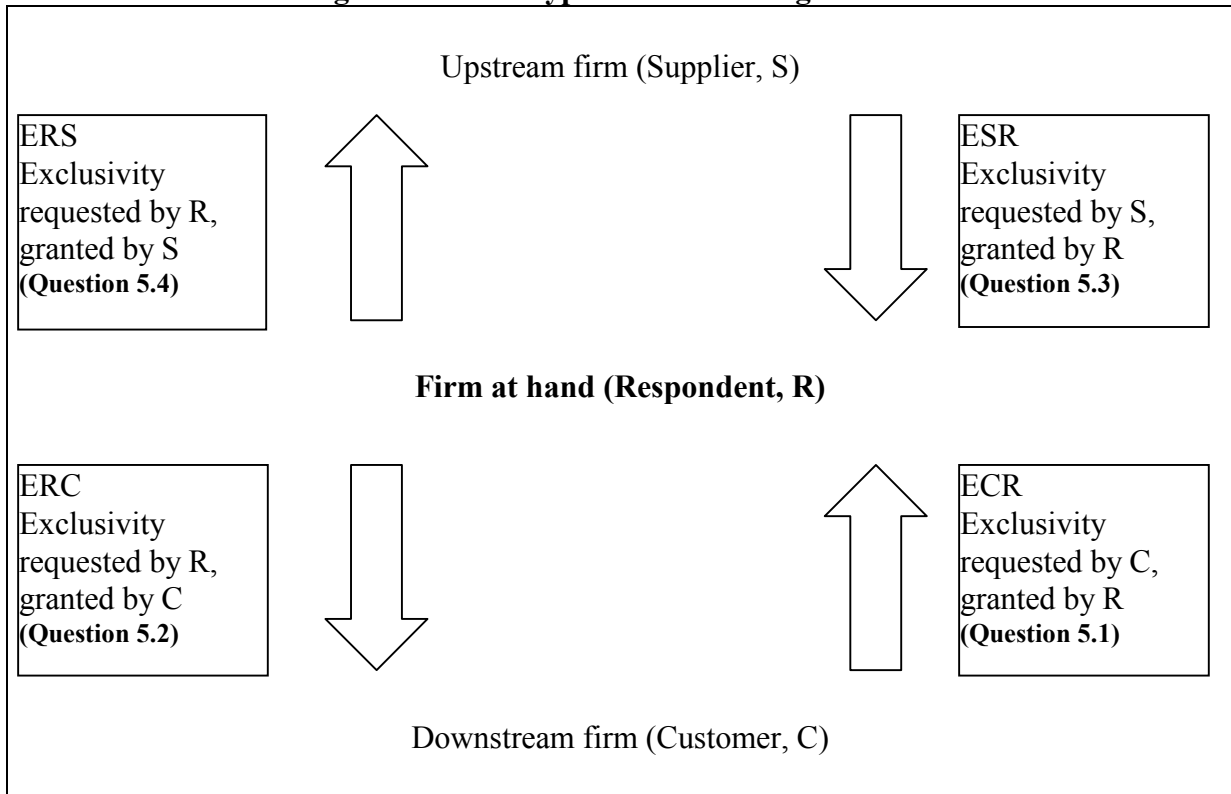 Upstream firm (Supplier, S)
ERS
Exclusivity
requested by R,
granted by S
(Question 5.4)
ESR
Exclusivity
requested by S,
granted by R
(Question 5.3)
Firm at hand (Respondent, R)
ERC
Exclusivity
requested by R,
granted by C
(Question 5.2)
ECR
Exclusivity
requested by C,
granted by R
(Question 5.1)
Downstream firm (Customer, C)